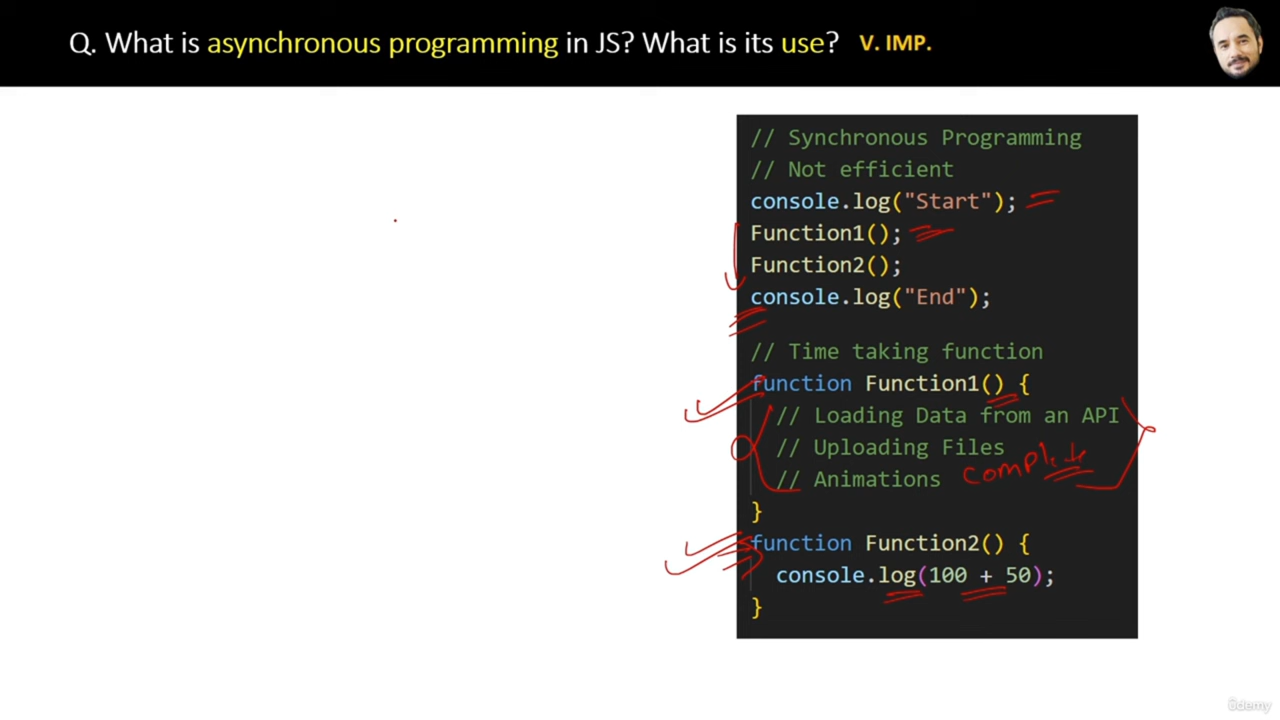 Q. What is asynchronous programming in JS? What is its use? V. IMP.
// Synchronous Programming
// Not efficient
console.log("Start");
Function1();
Function2();
console.log("End");
// Time taking function
function Function1() {
// Loading Data from an API
// Uploading Files
// Animations complete
}
function Function2() {
console.log(100 + 50);
}
ûdemy